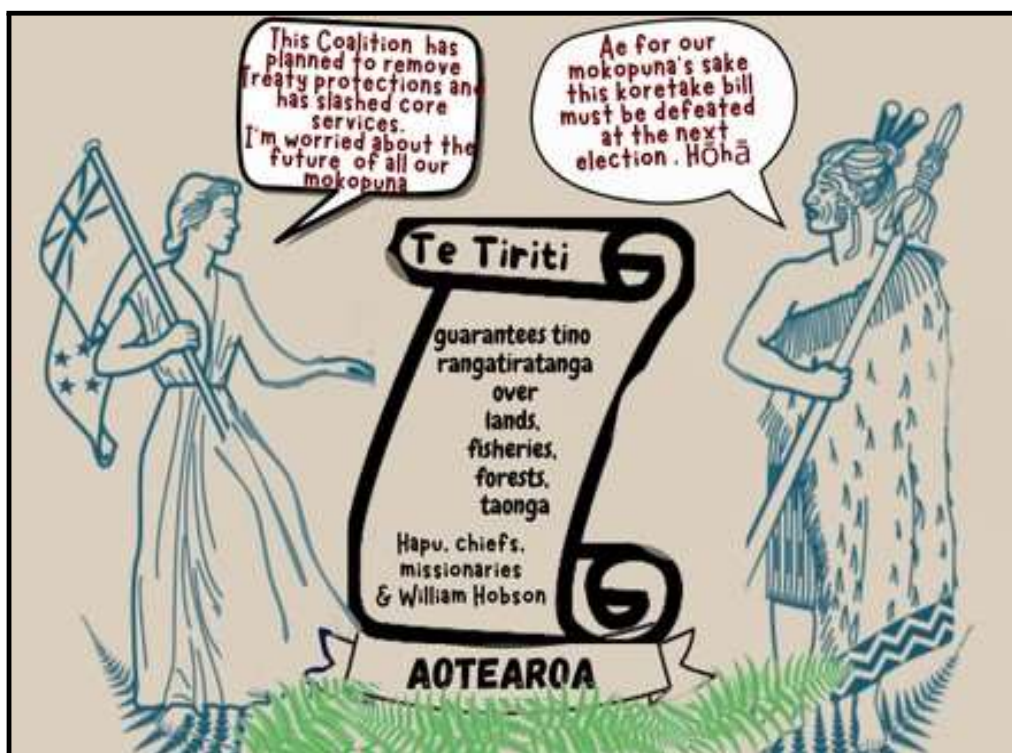 This Coalition has
planned to remove
Treaty protections and
has slashed core
services.
I'm worried about the
future of all our
mokopuna
Ae for our
mokopuna's sake
this koretake bill
must be defeated
at the next
election. Hōhā
Te Tiriti
guarantees tino
rangatiratanga
over
lands,
fisheries,
forests,
taonga
Hapu, chiefs,
missionaries
& William Hobson
AOTEAROA